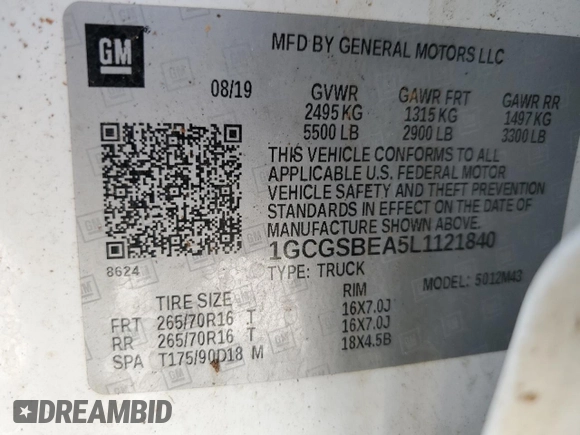 GM
MFD BY GENERAL MOTORS LLC
08/19 GVWR GAWR FRT GAWR RR
2495 KG 1315 KG 1497 KG
5500 LB 2900 LB 3300 LB
THIS VEHICLE CONFORMS TO ALL
APPLICABLE U.S. FEDERAL MOTOR
VEHICLE SAFETY AND THEFT PREVENTION
STANDARDS IN EFFECT ON THE DATE OF
MANUFACTURE SHOWN ABOVE.
1GCGSBEA5L1121840
8624
TYPE: TRUCK MODEL: 5012M43
TIRE SIZE RIM
FRT 265/70R16 T 16X7.0J
RR 265/70R16 T 16X7.0J
SPA T175/90D18 M 18X4.5B
DREAMBID